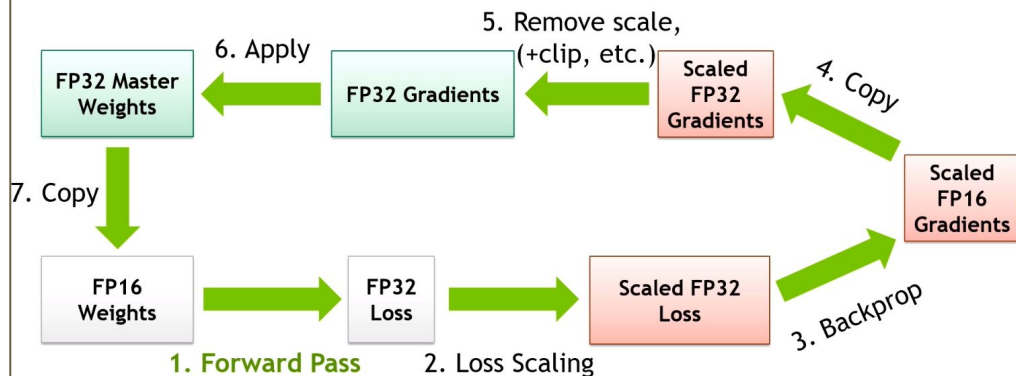 5. Remove scale,
(+clip, etc.)
6. Apply
FP32 Master
Weights
FP32 Gradients
Scaled
FP32
Gradients
4. Copy
Scaled
FP16
Gradients
7. Copy
FP16
Weights
FP32
Loss
Scaled FP32
Loss
3. Backprop
1. Forward Pass
2. Loss Scaling